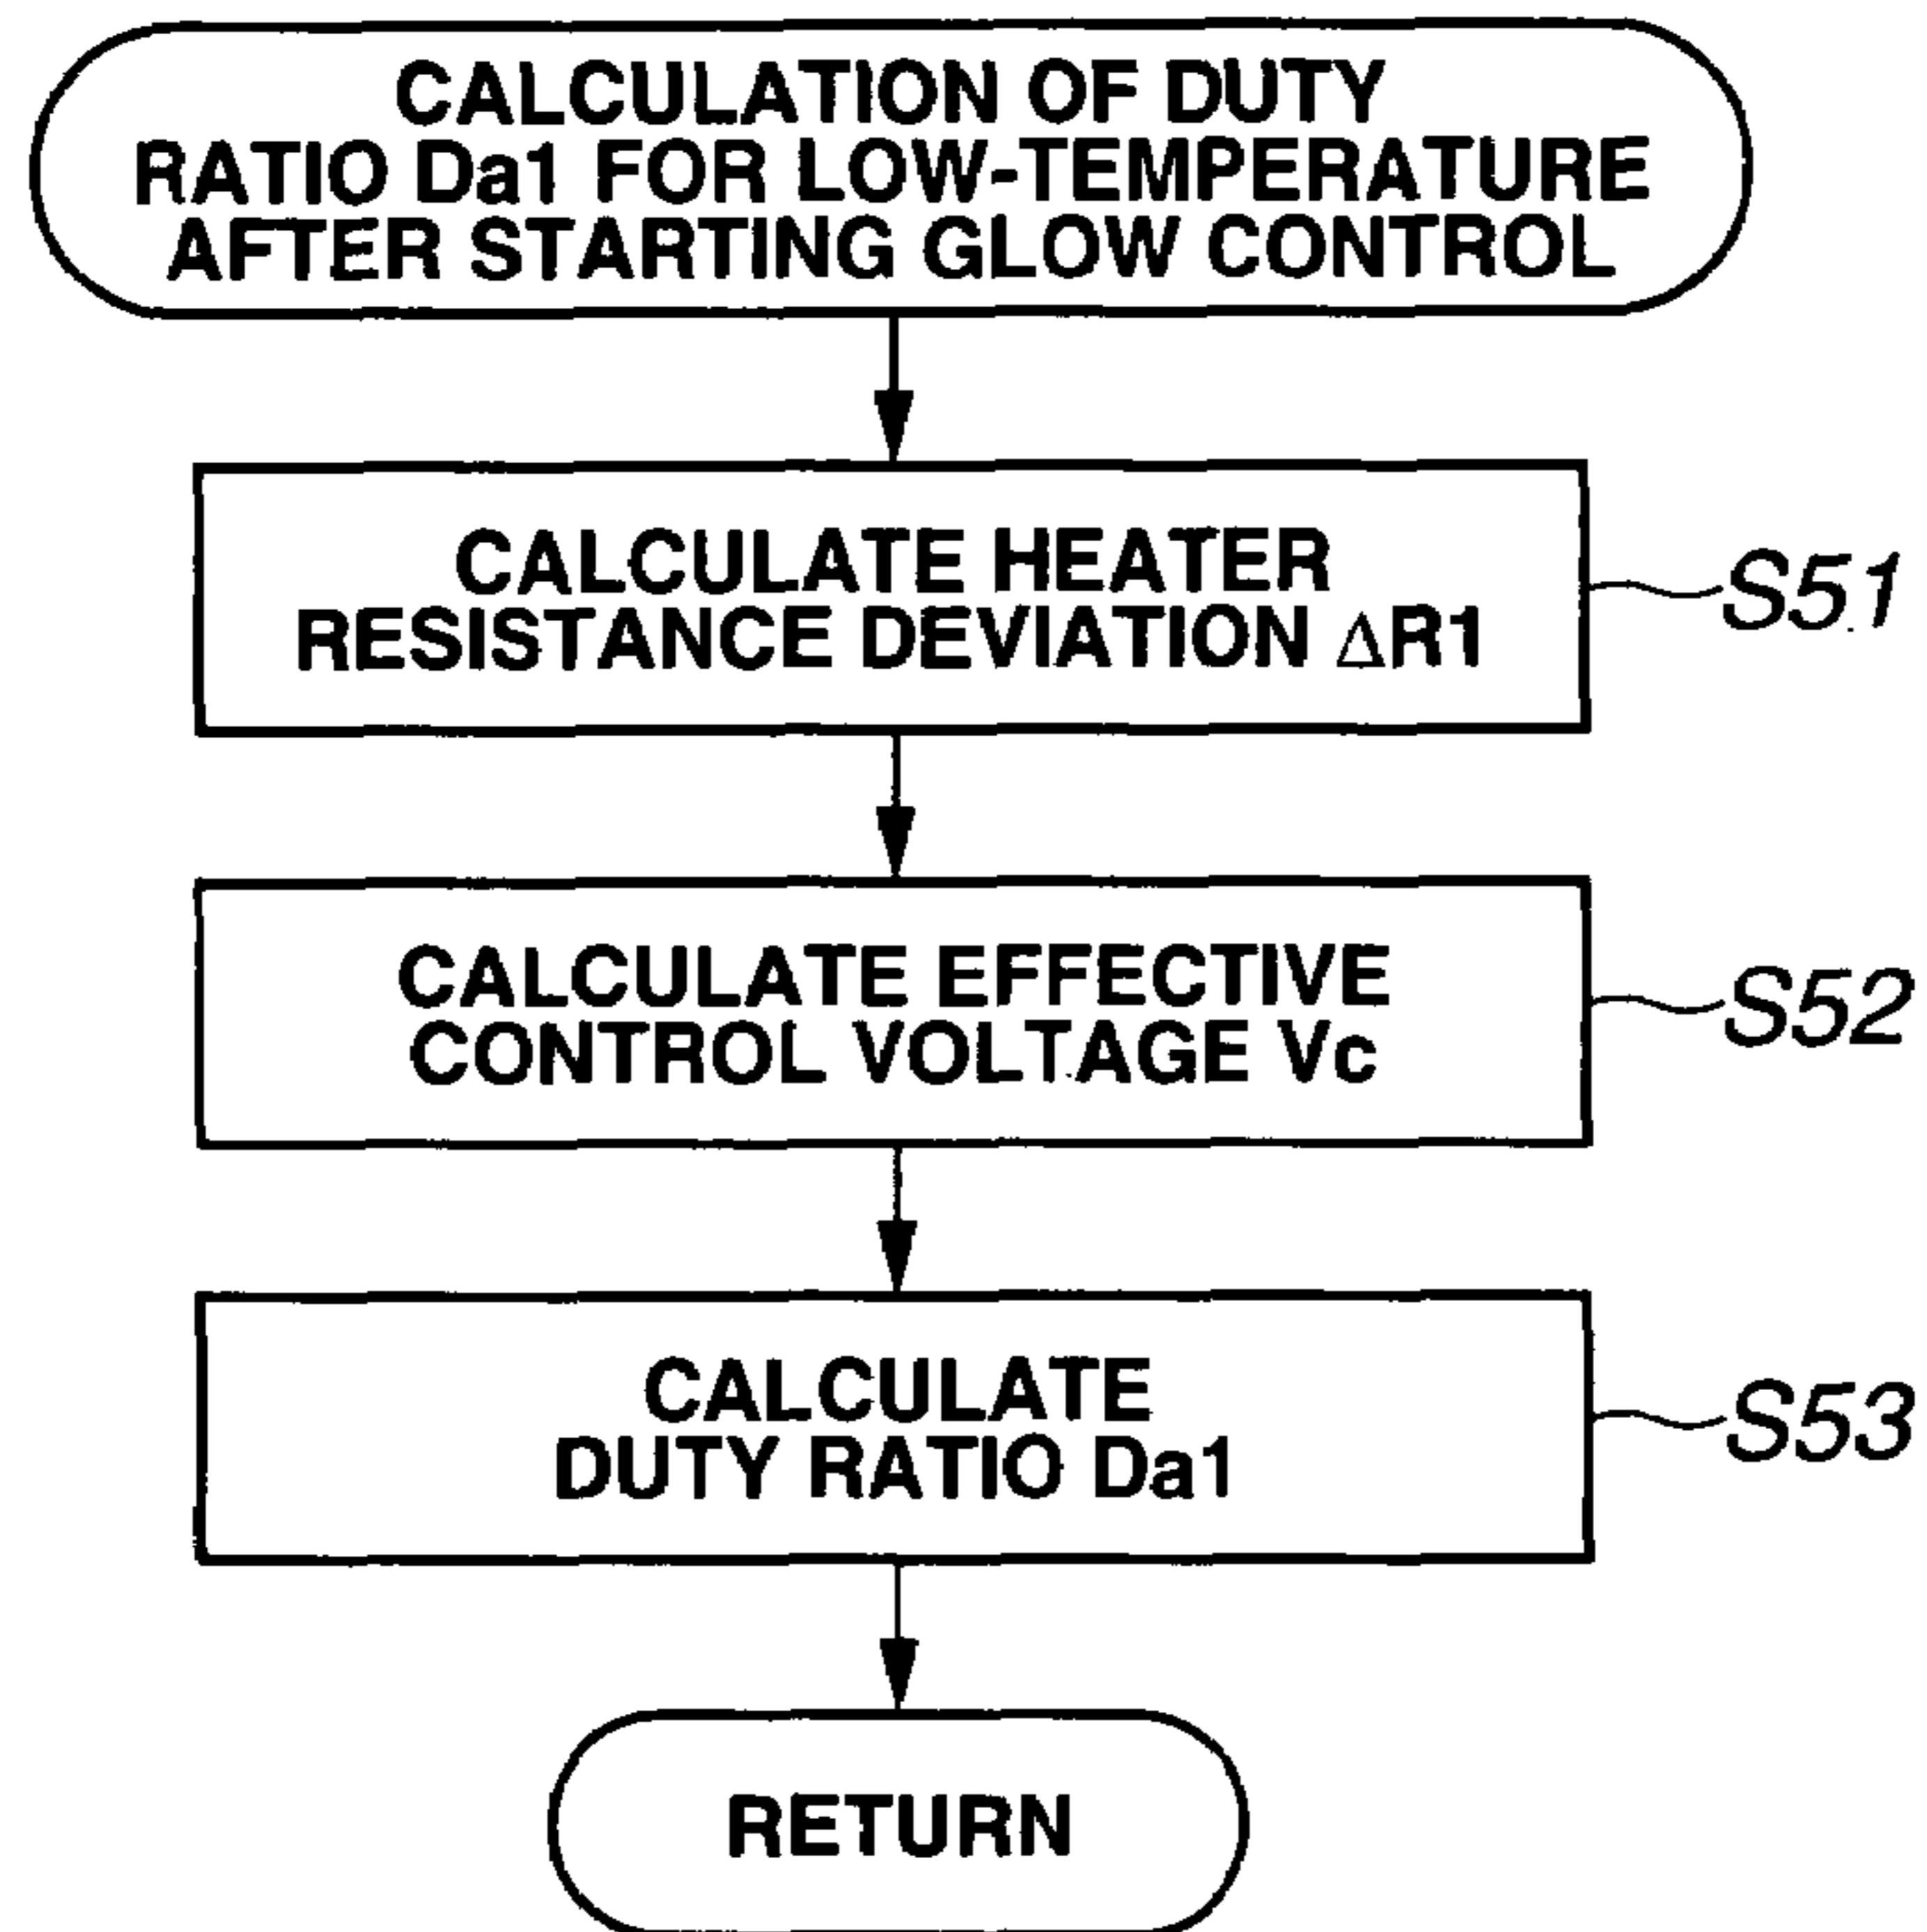 CALCULATION OF DUTY
RATIO Da1 FOR LOW-TEMPERATURE
AFTER STARTING GLOW CONTROL
CALCULATE HEATER
RESISTANCE DEVIATION ΔR1
S51
CALCULATE EFFECTIVE
CONTROL VOLTAGE Vc
S52
CALCULATE
DUTY RATIO Da1
S53
RETURN